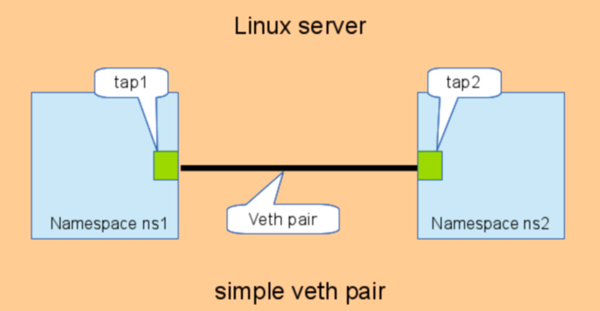 Linux server
tap1
tap2
Veth pair
Namespace ns1
Namespace ns2
simple veth pair